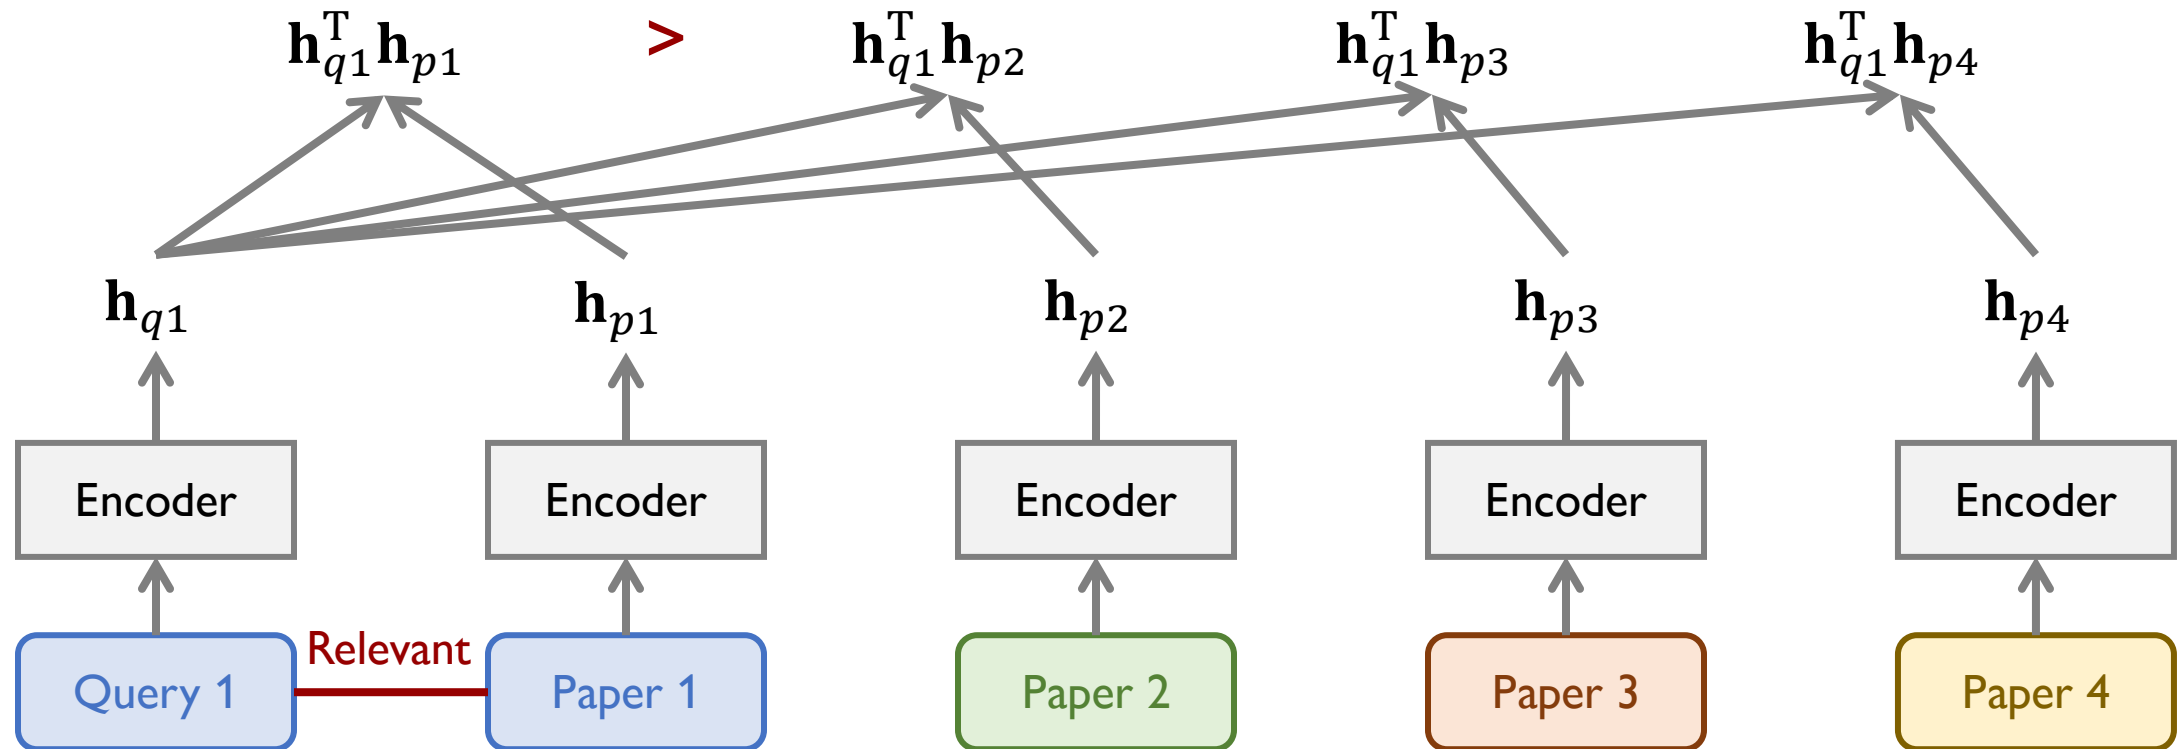 𝐡_{q1}^T 𝐡_{p1} > 𝐡_{q1}^T 𝐡_{p2} 𝐡_{q1}^T 𝐡_{p3} 𝐡_{q1}^T 𝐡_{p4}
𝐡_{q1} 𝐡_{p1} 𝐡_{p2} 𝐡_{p3} 𝐡_{p4}
Encoder Encoder Encoder Encoder Encoder
Relevant
Query 1 Paper 1 Paper 2 Paper 3 Paper 4